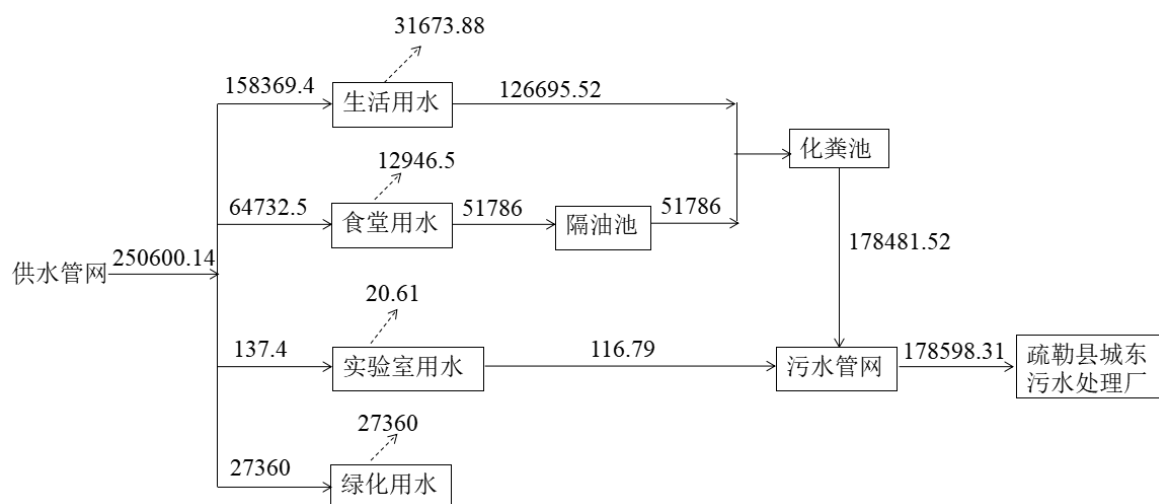 31673.88
158369.4
生活用水
126695.52
化粪池
12946.5
64732.5
食堂用水
51786
隔油池
51786
178481.52
供水管网
250600.14
20.61
137.4
实验室用水
116.79
污水管网
178598.31
疏勒县城东
污水处理厂
27360
27360
绿化用水